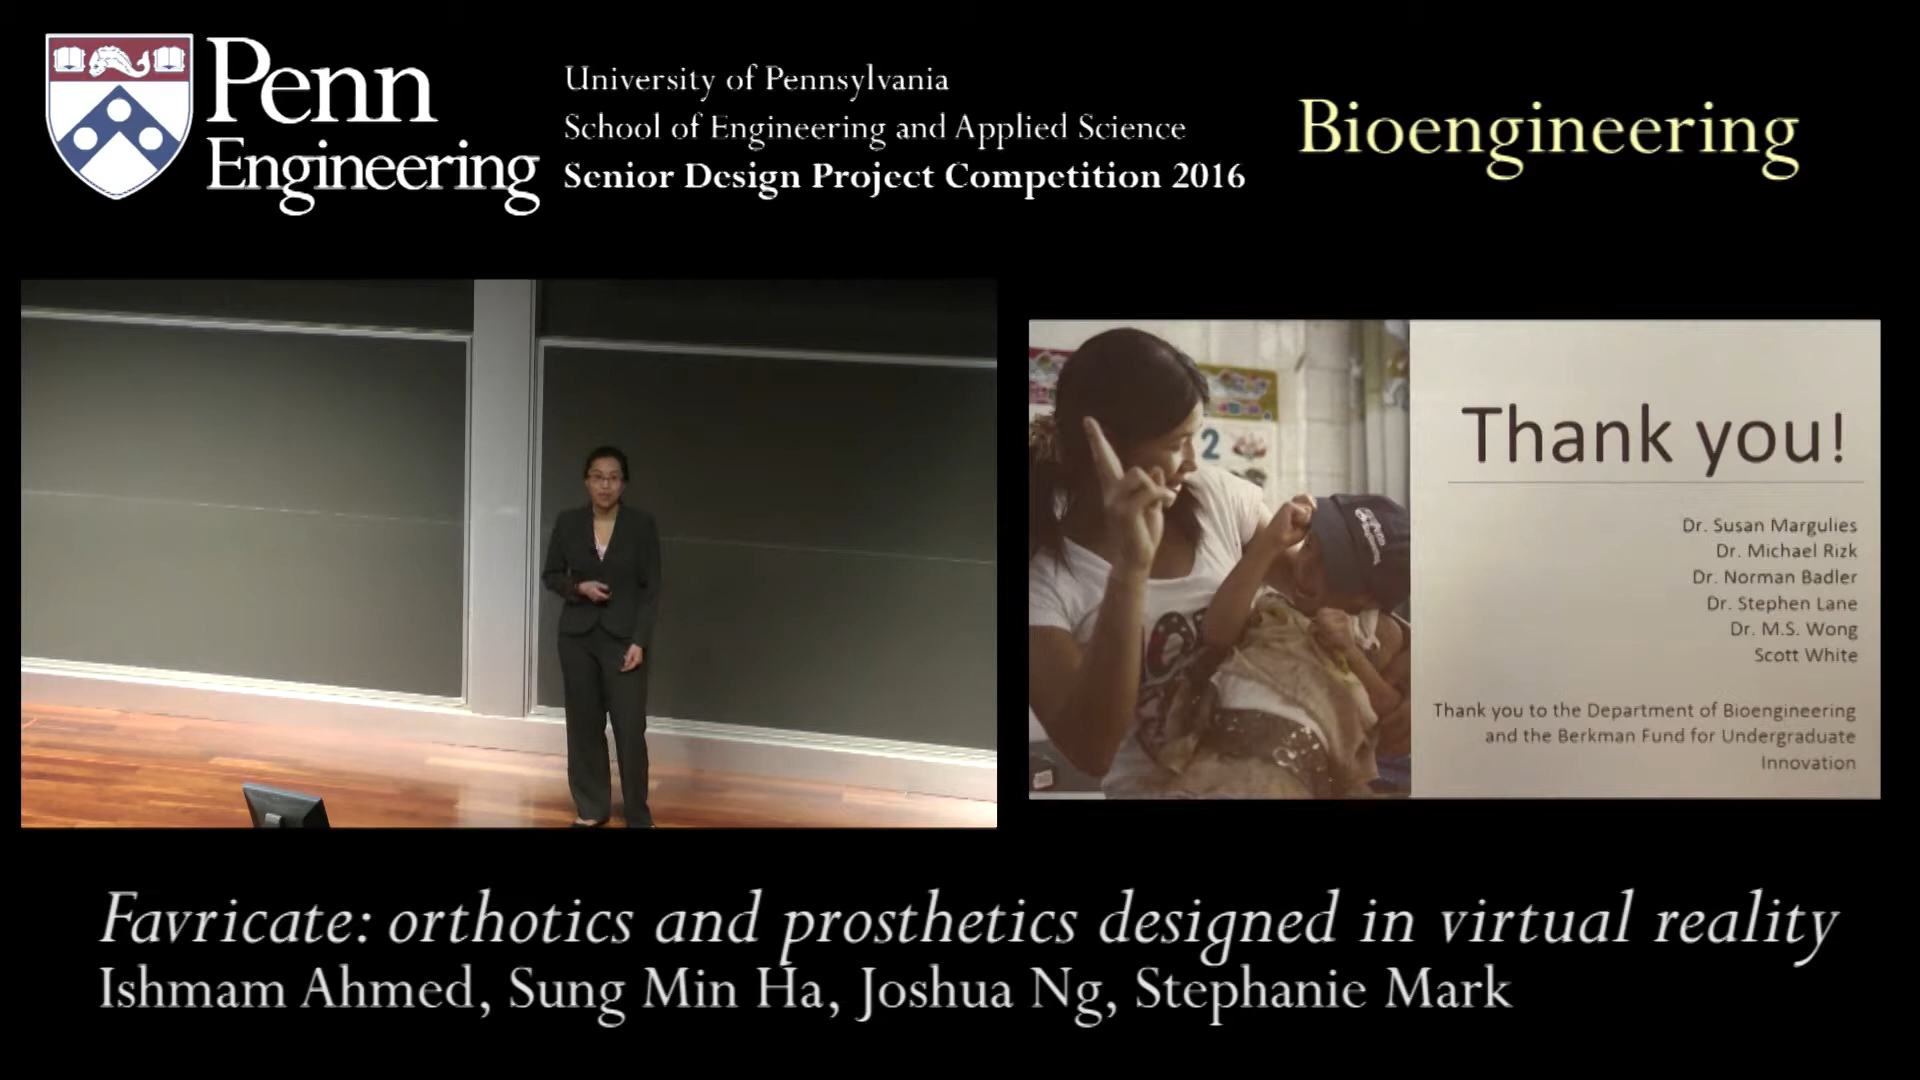 Penn
Engineering
University of Pennsylvania
School of Engineering and Applied Science
Senior Design Project Competition 2016
Bioengineering
2
Thank you!
Dr. Susan Margulies
Dr. Michael Rizk
Dr. Norman Badler
Dr. Stephen Lane
Dr. M.S. Wong
Scott White
Thank you to the Department of Bioengineering
and the Berkman Fund for Undergraduate
Innovation
Favricate: orthotics and prosthetics designed in virtual reality
Ishmam Ahmed, Sung Min Ha, Joshua Ng, Stephanie Mark